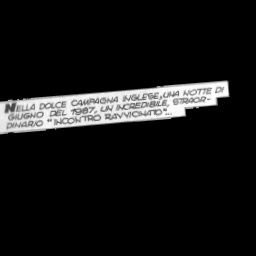 NELLA DOLCE CAMPAGNA INGLESE, UNA NOTTE DI
GIUGNO DEL 1987, UN INCREDIBILE, STRAOR-
DINARIO "INCONTRO RAVVICINATO"...